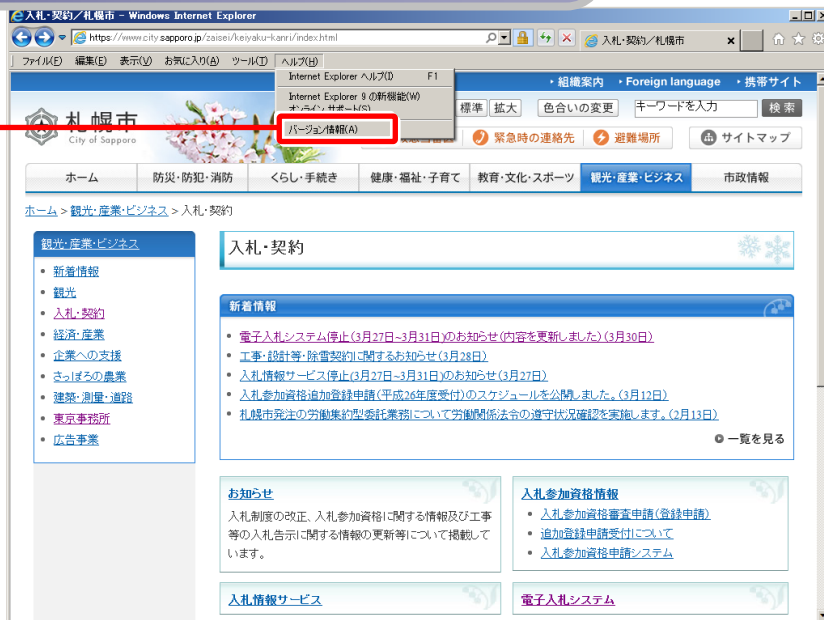 入札・契約／札幌市 - Windows Internet Explorer
https://www.city.sapporo.jp/zaisei/keiyaku-kanri/index.html
入札・契約／札幌市
ファイル(F) 編集(E) 表示(V) お気に入り(A) ツール(T) ヘルプ(H)
Internet Explorer ヘルプ(I) F1
Internet Explorer 9 の新機能(W)
オンライン サポート(S)
バージョン情報(A)
・組織案内 ・Foreign language ・携帯サイト
標準 拡大 色合いの変更 キーワードを入力 検索
札幌市
City of Sapporo
緊急時の連絡先 避難場所 サイトマップ
ホーム 防災・防犯・消防 くらし・手続き 健康・福祉・子育て 教育・文化・スポーツ 観光・産業・ビジネス 市政情報
ホーム > 観光・産業・ビジネス > 入札・契約
観光・産業・ビジネス
新着情報
観光
入札・契約
経済・産業
企業への支援
さっぽろの農業
建築・測量・道路
東京事務所
広告事業
入札・契約
新着情報
電子入札システム停止(3月27日~3月31日)のお知らせ(内容を更新しました)(3月30日)
工事・設計等・除雪契約に関するお知らせ(3月28日)
入札情報サービス停止(3月27日~3月31日)のお知らせ(3月27日)
入札参加資格追加登録申請(平成26年度受付)のスケジュールを公開しました。(3月12日)
札幌市発注の労働集約型委託業務について労働関係法令の遵守状況確認を実施します。(2月13日)
一覧を見る
お知らせ
入札制度の改正、入札参加資格に関する情報及び工事
等の入札告示に関する情報の更新等について掲載して
います。
入札参加資格情報
入札参加資格審査申請(登録申請)
追加登録申請受付について
入札参加資格申請システム
入札情報サービス
電子入札システム